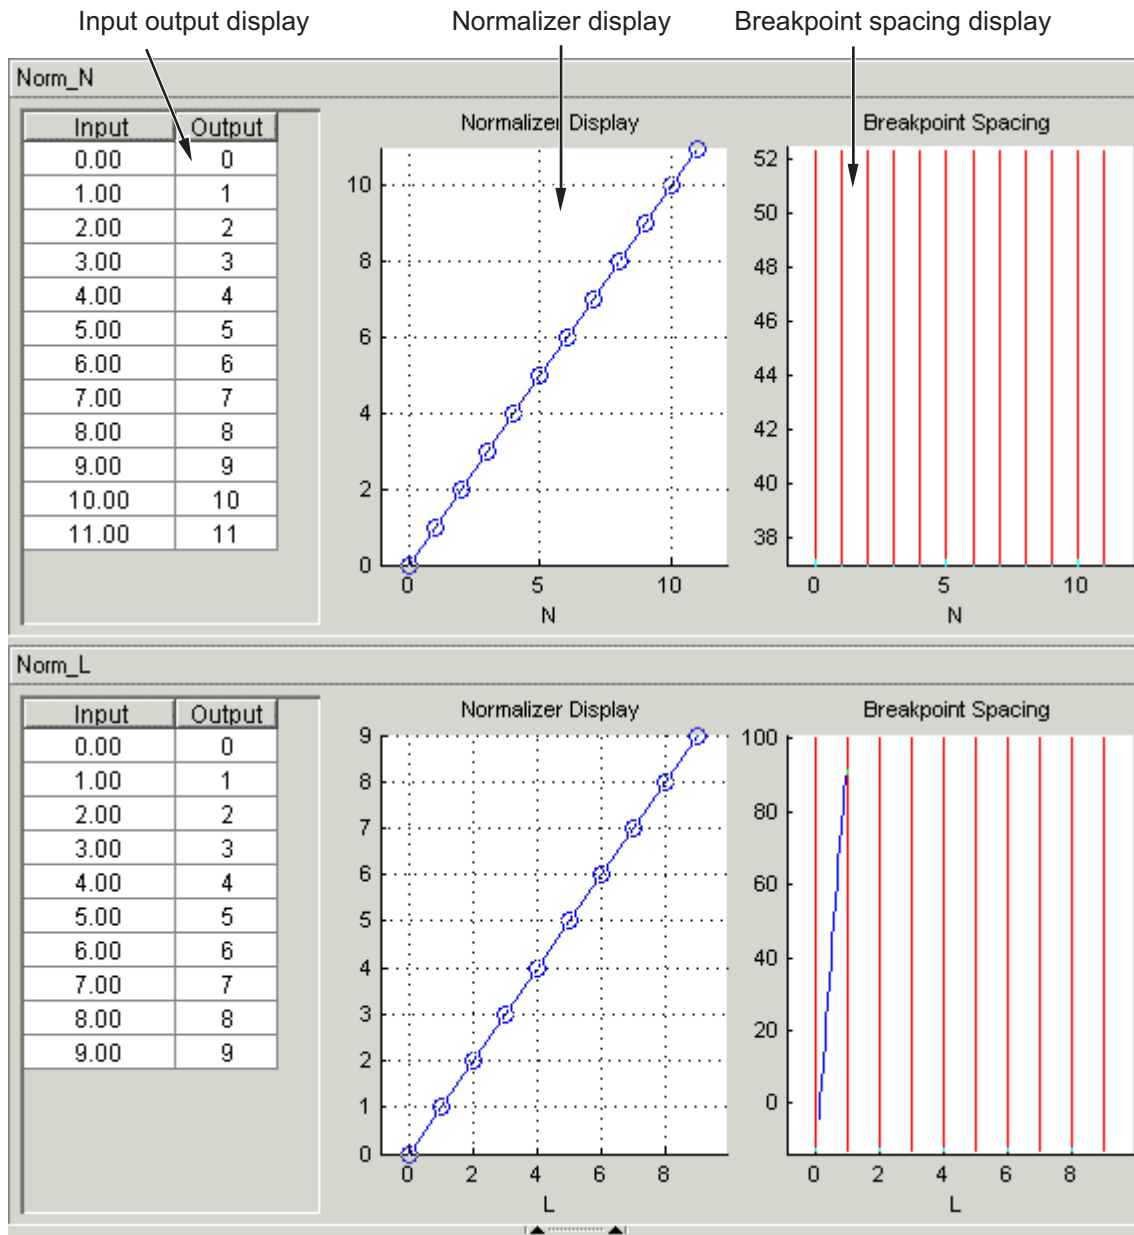 Input output display
Normalizer display
Breakpoint spacing display
Norm_N
Input Output
0.00 0
1.00 1
2.00 2
3.00 3
4.00 4
5.00 5
6.00 6
7.00 7
8.00 8
9.00 9
10.00 10
11.00 11
Normalizer Display
10
8
6
4
2
0
0 5 10
N
Breakpoint Spacing
52
50
48
46
44
42
40
38
0 5 10
N
Norm_L
Input Output
0.00 0
1.00 1
2.00 2
3.00 3
4.00 4
5.00 5
6.00 6
7.00 7
8.00 8
9.00 9
Normalizer Display
9
8
7
6
5
4
3
2
1
0
0 2 4 6 8
L
Breakpoint Spacing
100
80
60
40
20
0
0 2 4 6 8
L